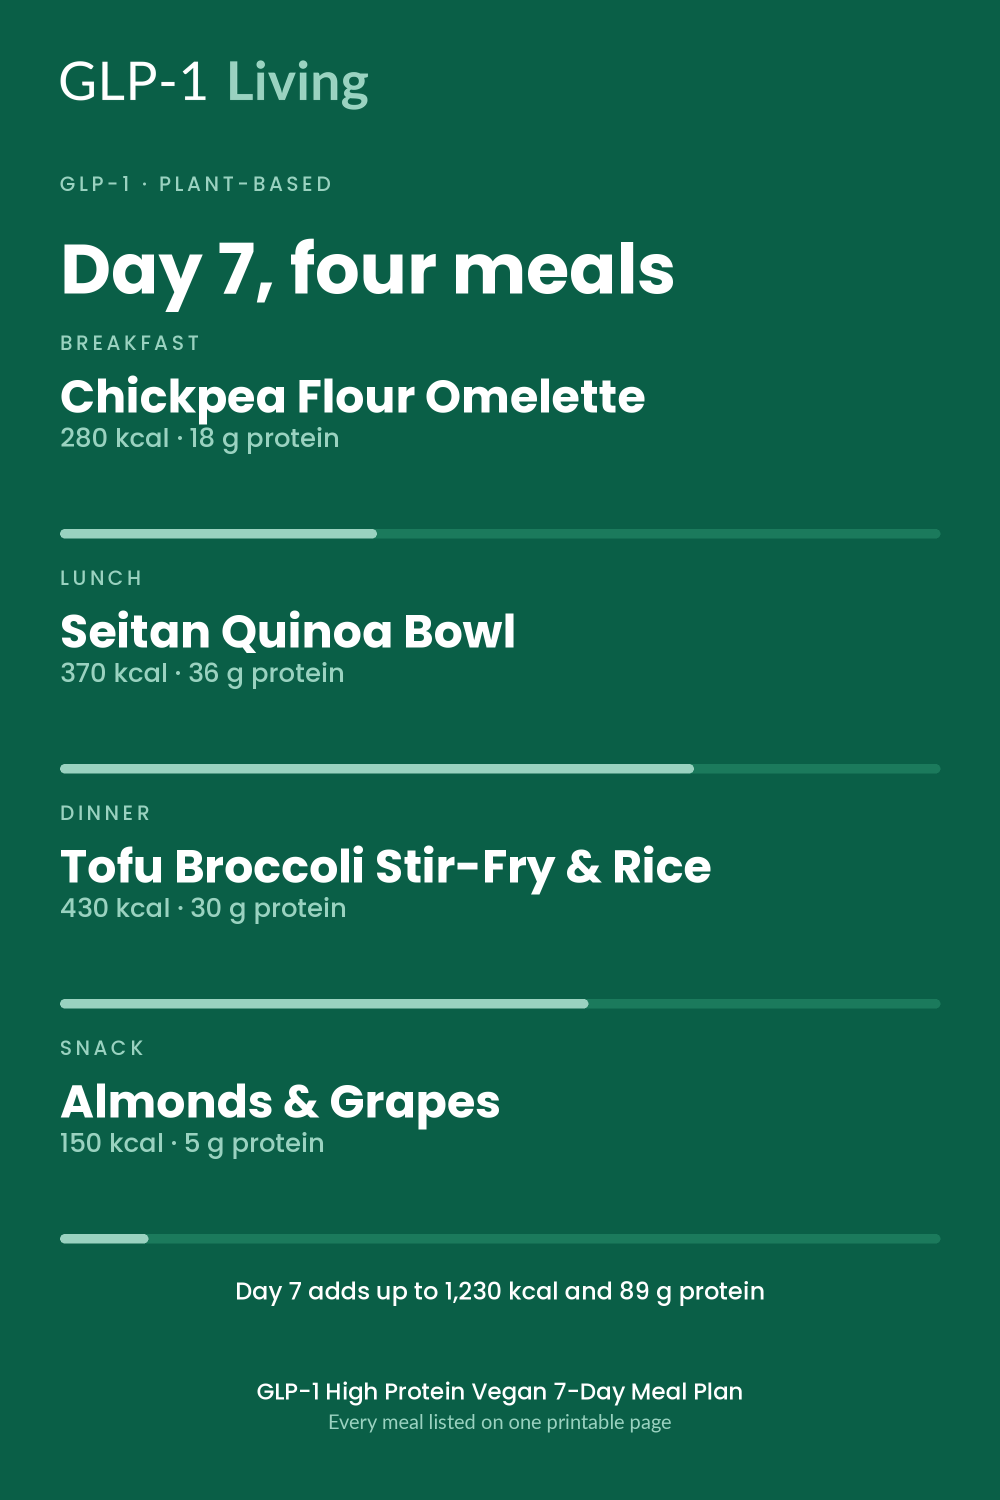 GLP-1 Living
GLP-1 · PLANT-BASED
Day 7, four meals
BREAKFAST
Chickpea Flour Omelette
280 kcal · 18 g protein
LUNCH
Seitan Quinoa Bowl
370 kcal · 36 g protein
DINNER
Tofu Broccoli Stir-Fry & Rice
430 kcal · 30 g protein
SNACK
Almonds & Grapes
150 kcal · 5 g protein
Day 7 adds up to 1,230 kcal and 89 g protein
GLP-1 High Protein Vegan 7-Day Meal Plan
Every meal listed on one printable page